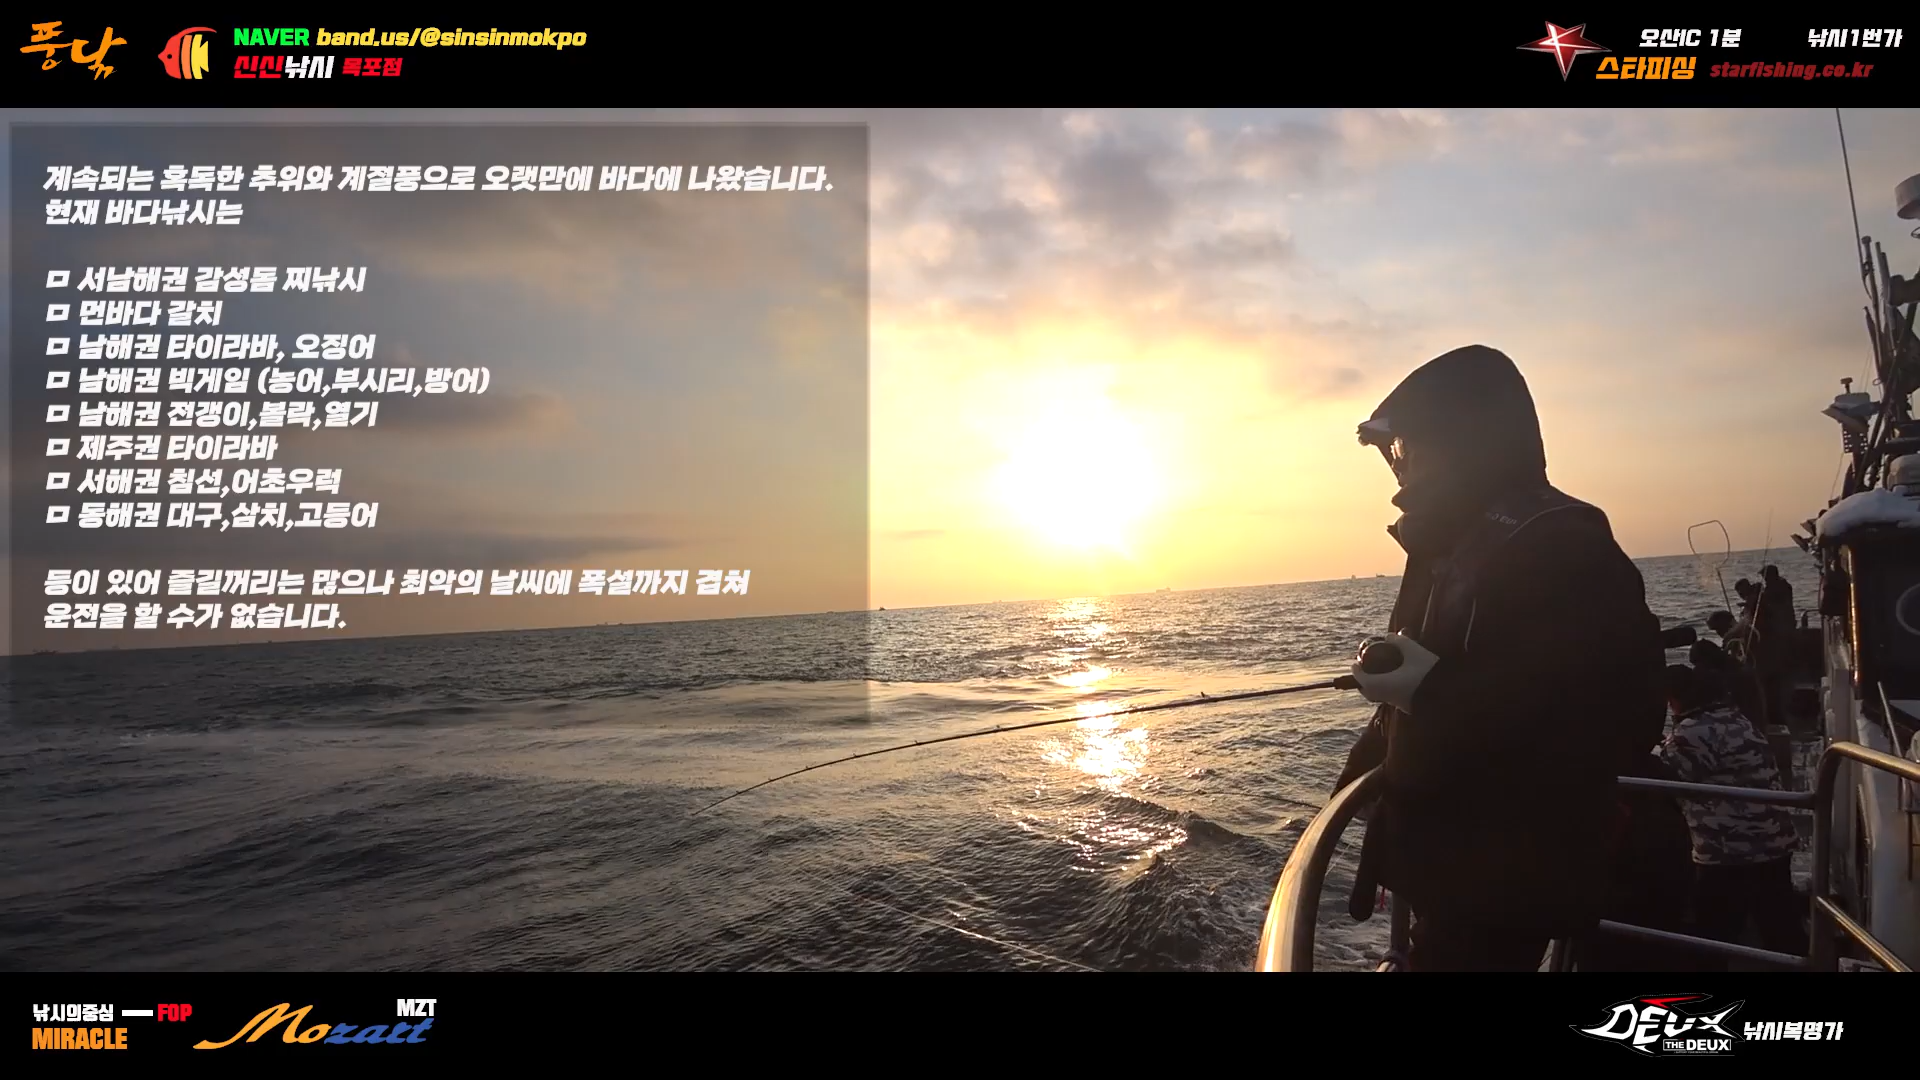 풍낚
NAVER band.us/@sinsinmokpo
신신낚시 목포점
오산IC 1분 낚시1번가
스타피싱 starfishing.co.kr
계속되는 혹독한 추위와 계절풍으로 오랫만에 바다에 나왔습니다.
현재 바다낚시는
ㅁ 서남해권 감성돔 찌낚시
ㅁ 먼바다 갈치
ㅁ 남해권 타이라바, 오징어
ㅁ 남해권 빅게임 (농어,부시리,방어)
ㅁ 남해권 전갱이,볼락,열기
ㅁ 제주권 타이라바
ㅁ 서해권 침선,어초우럭
ㅁ 동해권 대구,삼치,고등어
등이 있어 즐길꺼리는 많으나 최악의 날씨에 폭설까지 겹쳐
운전을 할 수가 없습니다.
낚시의중심 FOP
MIRACLE
Mozart MZT
DEUX
THE DEUX
낚시복명가